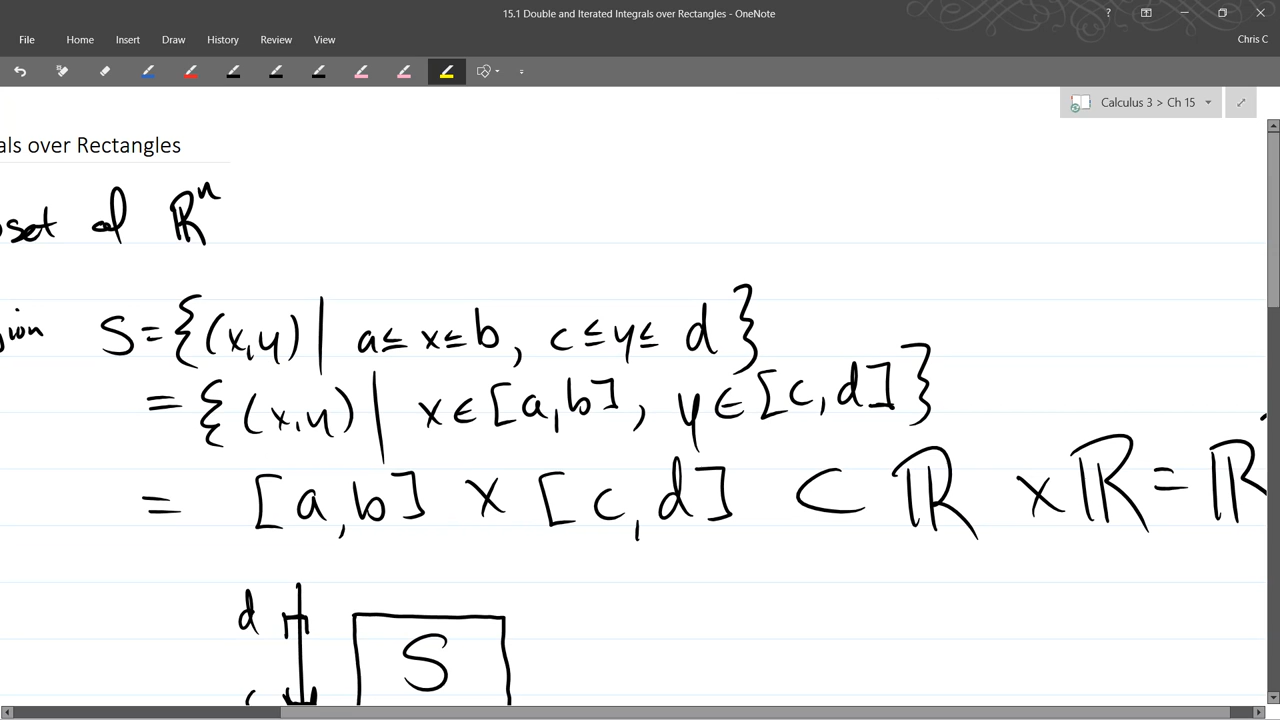 15.1 Double and Iterated Integrals over Rectangles - OneNote
File Home Insert Draw History Review View
Chris C
Calculus 3 > Ch 15
als over Rectangles
set of ℝⁿ
ion S={(x,y)| a≤x≤b, c≤y≤d}
={(x,y)| x∈[a,b], y∈[c,d]}
= [a,b] × [c,d] ⊂ ℝ × ℝ = ℝ
d
S
c